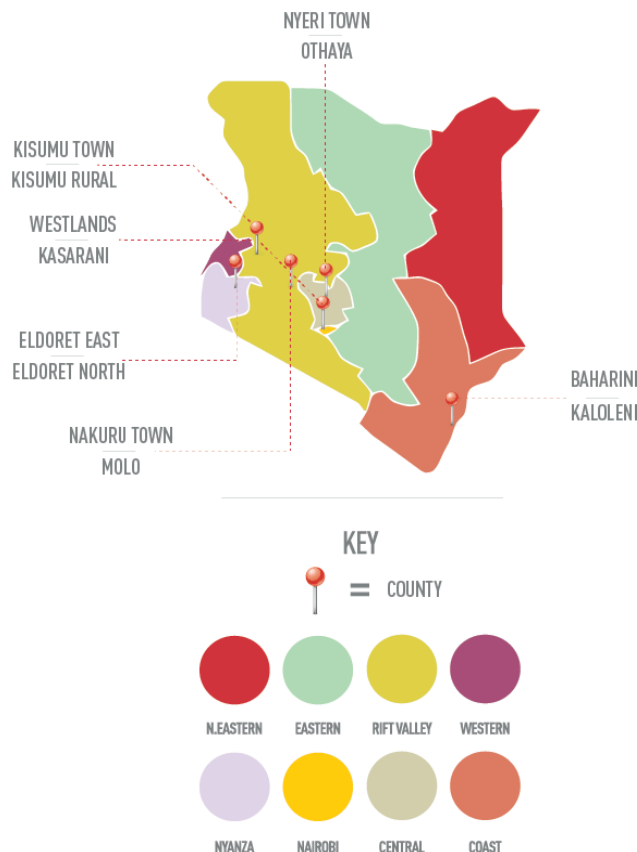 NYERI TOWN
OTHAYA
KISUMU TOWN
KISUMU RURAL
WESTLANDS
KASARANI
ELDORET EAST
ELDORET NORTH
NAKURU TOWN
MOLO
BAHARINI
KALOLENI
KEY
= COUNTY
N.EASTERN EASTERN RIFT VALLEY WESTERN
NYANZA NAIROBI CENTRAL COAST